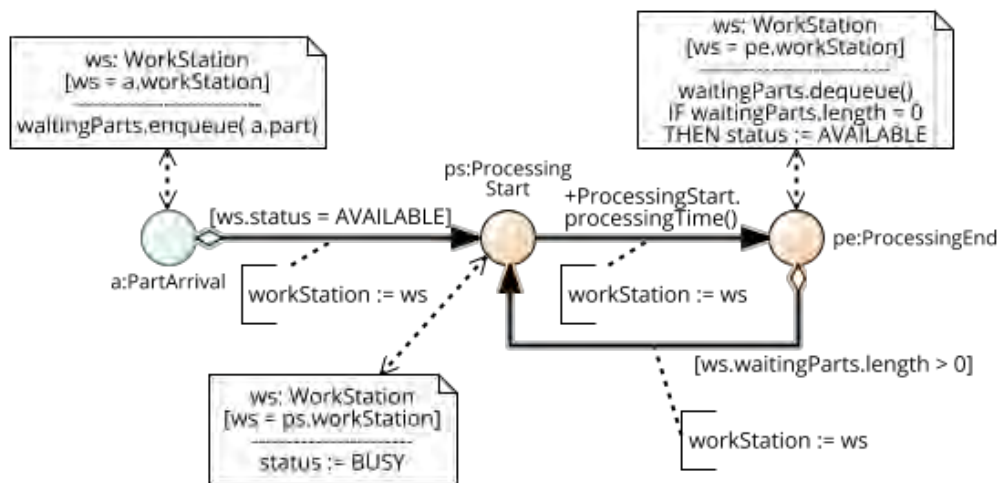 ws: WorkStation
[ws = a.workStation]
------------------------------
waitingParts.enqueue( a.part)
ws: WorkStation
[ws = pe.workStation]
------------------------------
waitingParts.dequeue()
IF waitingParts.length = 0
THEN status := AVAILABLE
ps:Processing
Start
[ws.status = AVAILABLE]
+ProcessingStart.
processingTime()
a:PartArrival
pe:ProcessingEnd
workStation := ws
workStation := ws
[ws.waitingParts.length > 0]
ws: WorkStation
[ws = ps.workStation]
------------------------------
status := BUSY
workStation := ws